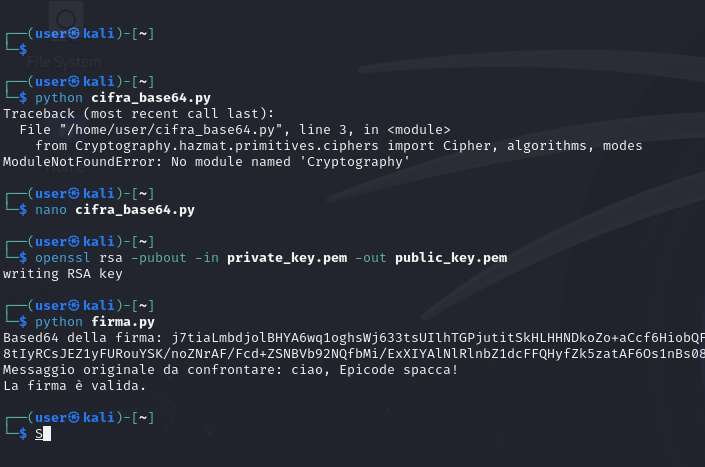 File System
┌──(user㉿kali)-[~]
└─$
┌──(user㉿kali)-[~]
└─$ python cifra_base64.py
Traceback (most recent call last):
  File "/home/user/cifra_base64.py", line 3, in <module>
    from Cryptography.hazmat.primitives.ciphers import Cipher, algorithms, modes
ModuleNotFoundError: No module named 'Cryptography'
Home
┌──(user㉿kali)-[~]
└─$ nano cifra_base64.py
┌──(user㉿kali)-[~]
└─$ openssl rsa -pubout -in private_key.pem -out public_key.pem
writing RSA key
┌──(user㉿kali)-[~]
└─$ python firma.py
Based64 della firma: j7tiaLmbdjolBHYA6wq1oghsWj633tsUIlhTGPjutitSkHLHHNDkoZo+aCcf6HiobQF
8tIyRCsJEZ1yFURouYSK/noZNrAF/Fcd+ZSNBVb92NQfbMi/ExXIYAlNlRlnbZ1dcFFQHyfZk5zatAF6Os1nBs08
Messaggio originale da confrontare: ciao, Epicode spacca!
La firma è valida.
┌──(user㉿kali)-[~]
└─$ S